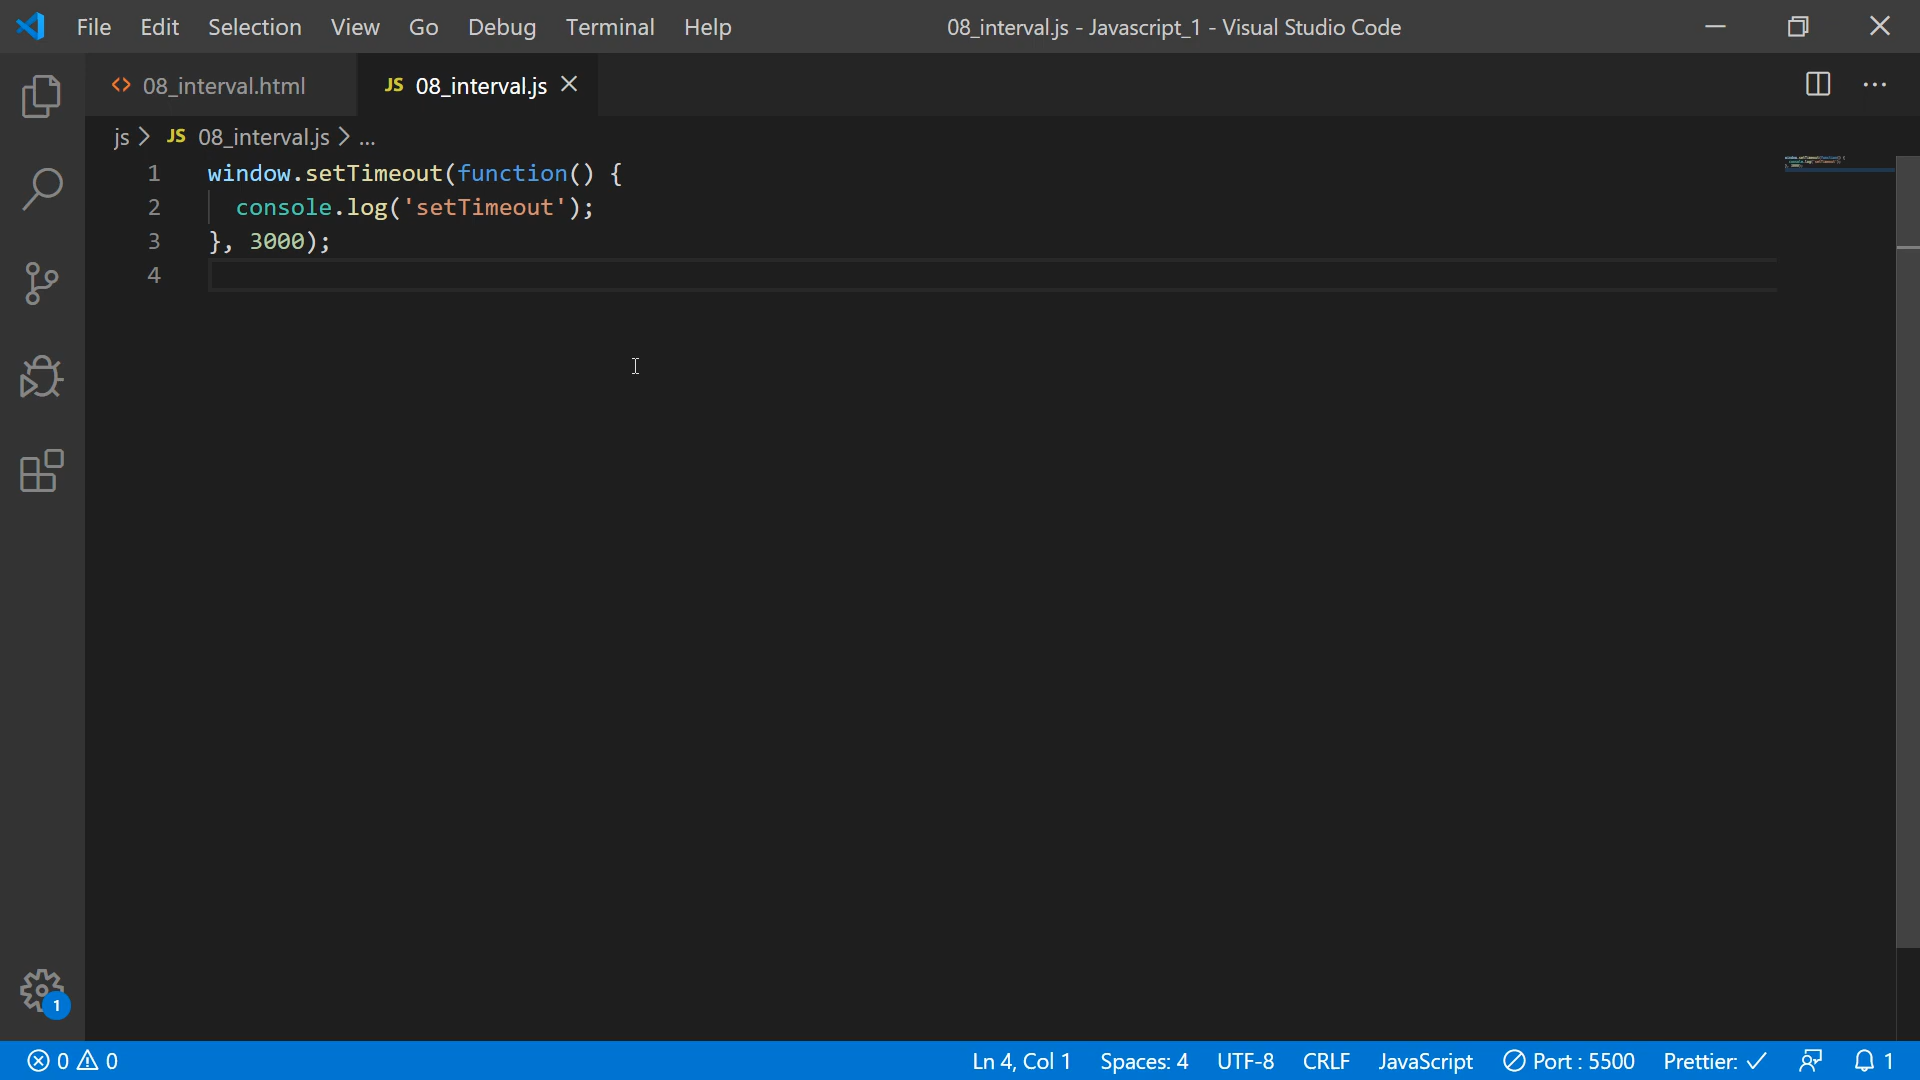 File Edit Selection View Go Debug Terminal Help 08_interval.js - Javascript_1 - Visual Studio Code
08_interval.html JS 08_interval.js
js > JS 08_interval.js > ...
1 window.setTimeout(function() {
2 console.log('setTimeout');
3 }, 3000);
4
1
0 0 Ln 4, Col 1 Spaces: 4 UTF-8 CRLF JavaScript Port : 5500 Prettier: ✓ 1